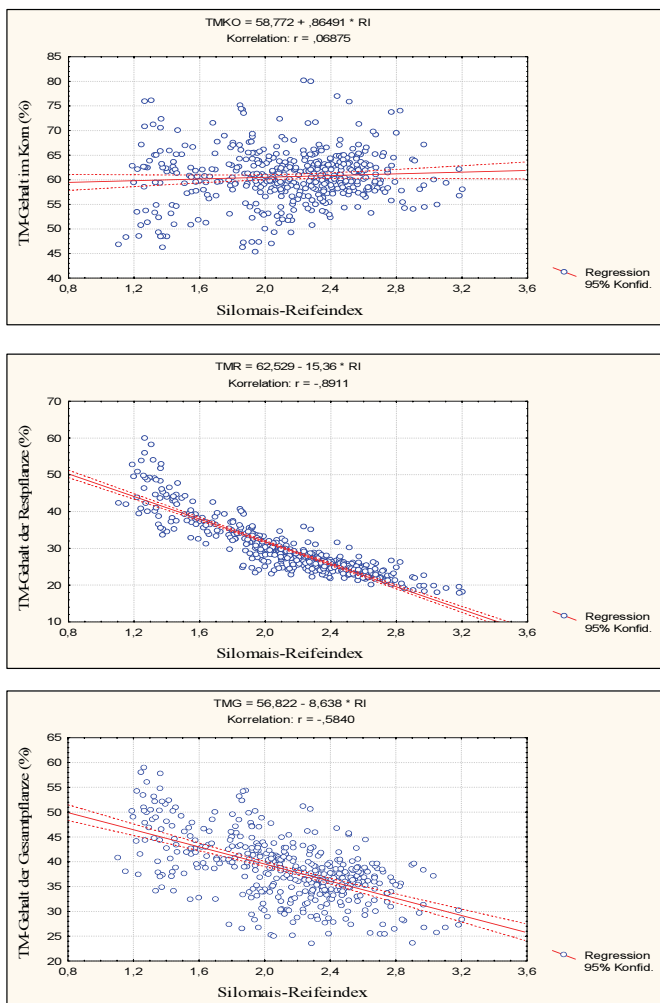 TMKO = 58,772 + ,86491 * RI
Korrelation: r = ,06875
TM-Gehalt im Korn (%)
85
80
75
70
65
60
55
50
45
40
0,8 1,2 1,6 2,0 2,4 2,8 3,2 3,6
Silomais-Reifeindex
Regression
95% Konfid.
TMR = 62,529 - 15,36 * RI
Korrelation: r = -,8911
TM-Gehalt der Restpflanze (%)
70
60
50
40
30
20
10
0,8 1,2 1,6 2,0 2,4 2,8 3,2 3,6
Silomais-Reifeindex
Regression
95% Konfid.
TMG = 56,822 - 8,638 * RI
Korrelation: r = -,5840
TM-Gehalt der Gesamtpflanze (%)
65
60
55
50
45
40
35
30
25
20
0,8 1,2 1,6 2,0 2,4 2,8 3,2 3,6
Silomais-Reifeindex
Regression
95% Konfid.